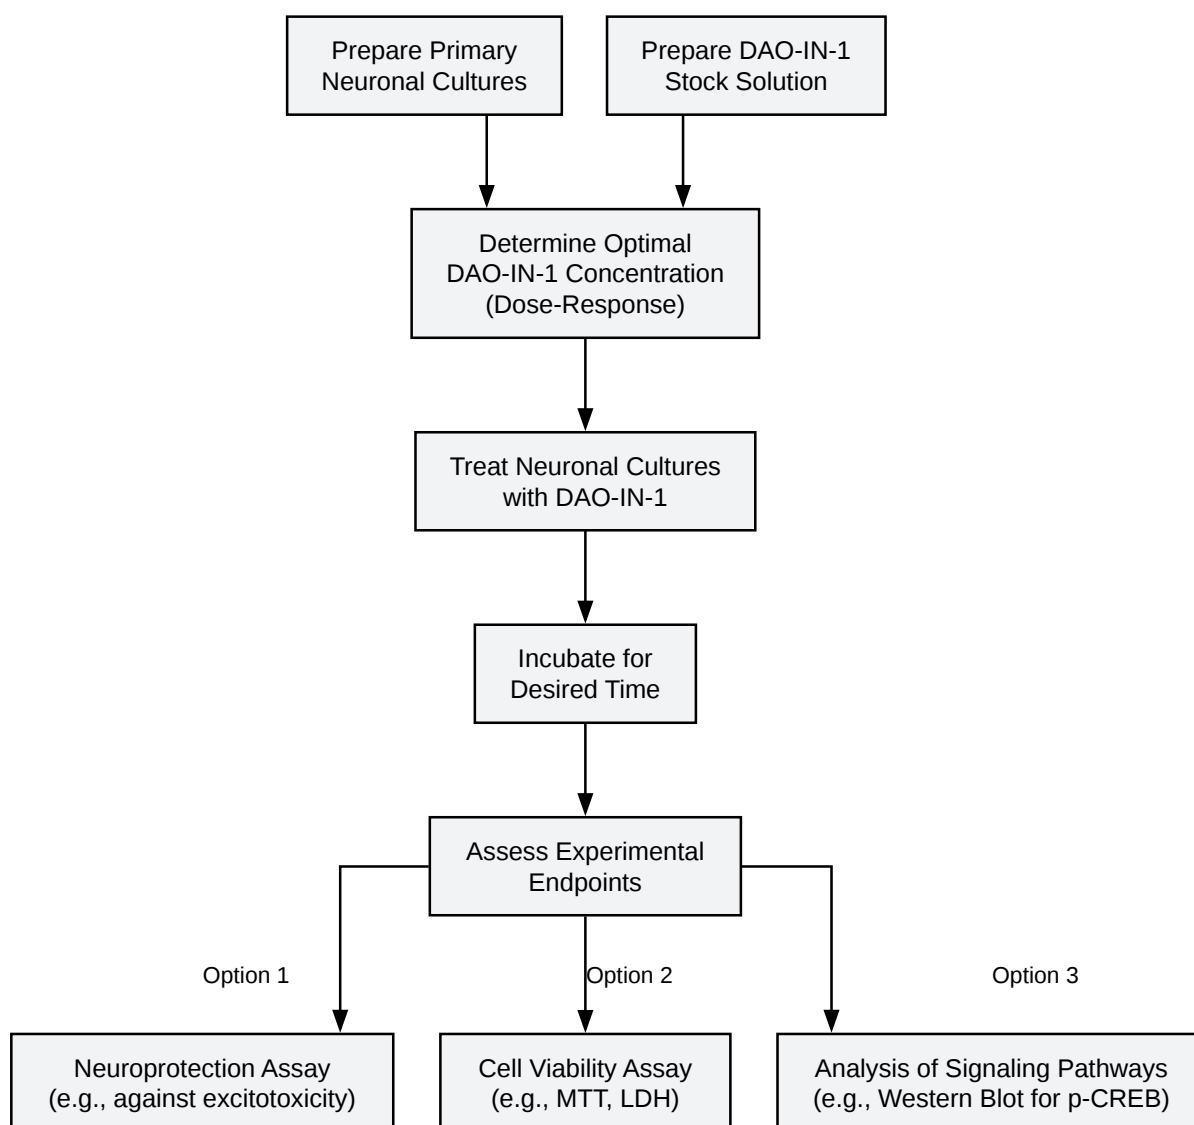 Prepare Primary
Neuronal Cultures
Prepare DAO-IN-1
Stock Solution
Determine Optimal
DAO-IN-1 Concentration
(Dose-Response)
Treat Neuronal Cultures
with DAO-IN-1
Incubate for
Desired Time
Assess Experimental
Endpoints
Option 1
Option 2
Option 3
Neuroprotection Assay
(e.g., against excitotoxicity)
Cell Viability Assay
(e.g., MTT, LDH)
Analysis of Signaling Pathways
(e.g., Western Blot for p-CREB)